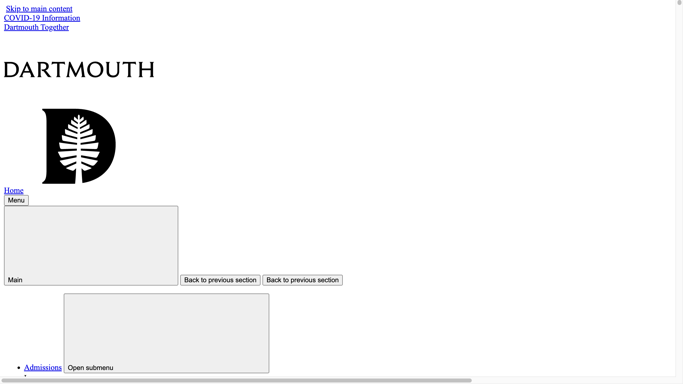 Skip to main content
COVID-19 Information
Dartmouth Together
DARTMOUTH
Home
Menu
Main
Back to previous section
Back to previous section
Admissions
Open submenu